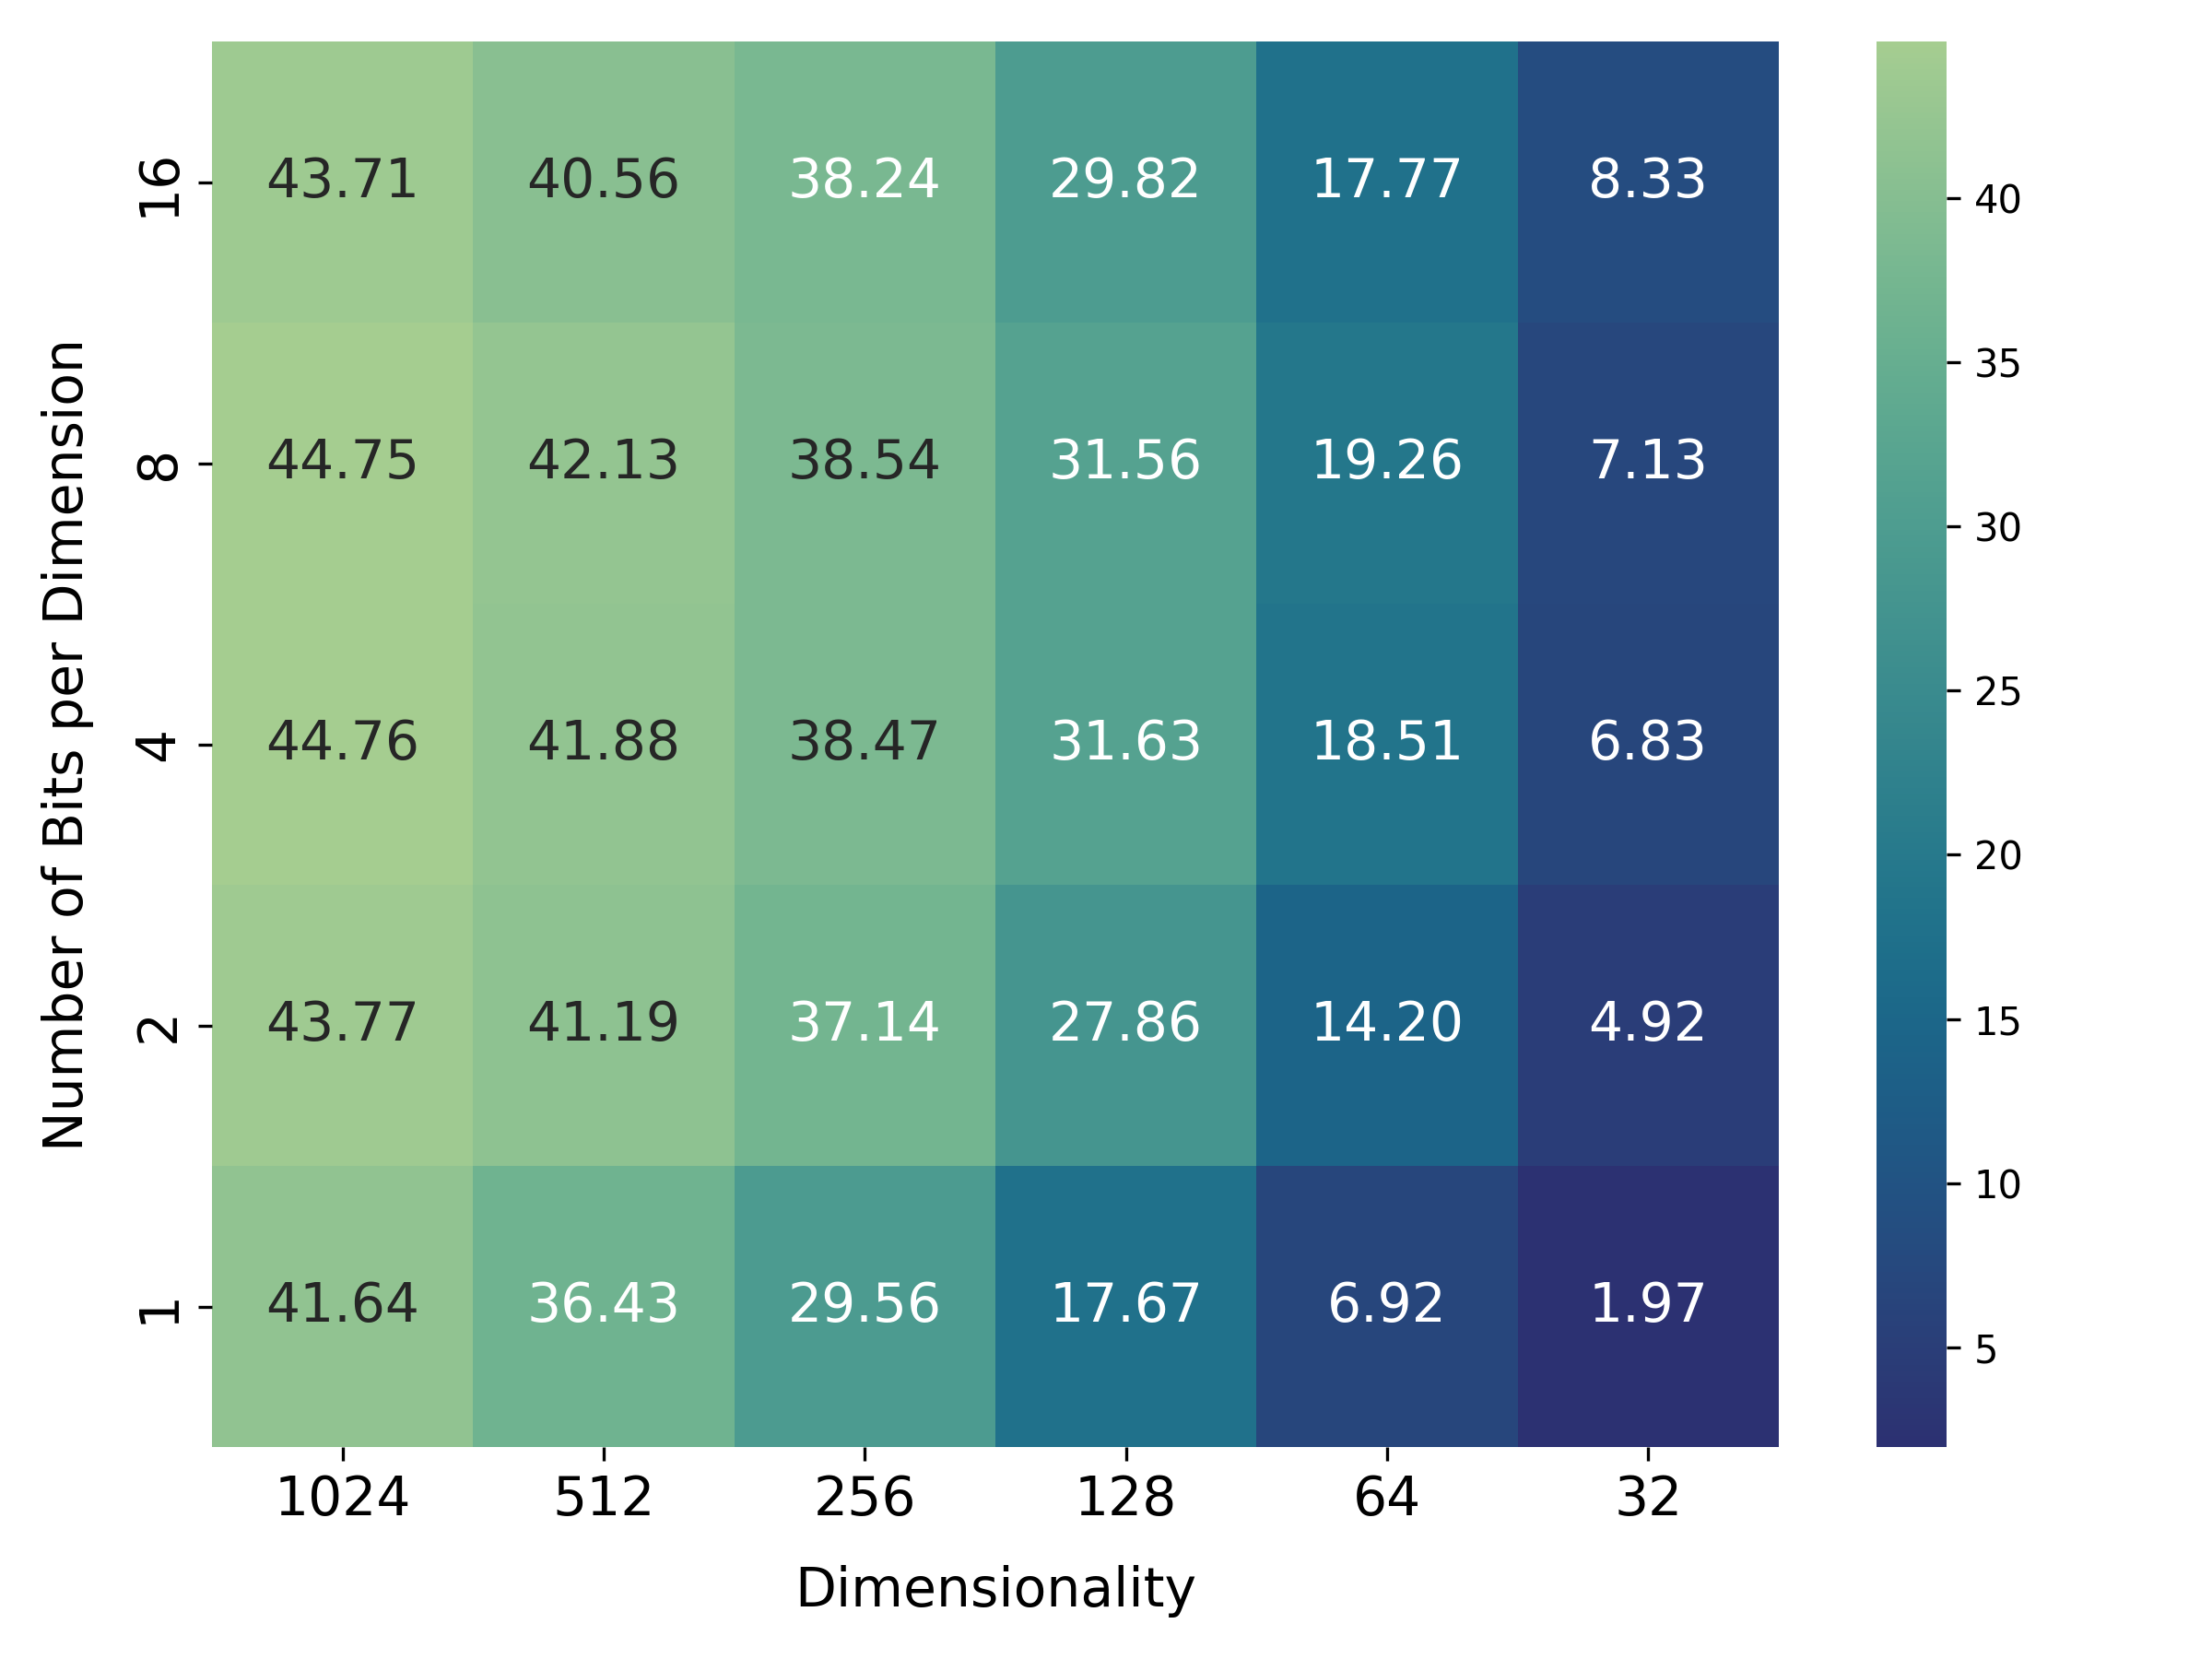 Number of Bits per Dimension
16 43.71 40.56 38.24 29.82 17.77 8.33
8 44.75 42.13 38.54 31.56 19.26 7.13
4 44.76 41.88 38.47 31.63 18.51 6.83
2 43.77 41.19 37.14 27.86 14.20 4.92
1 41.64 36.43 29.56 17.67 6.92 1.97
1024 512 256 128 64 32
Dimensionality
40
35
30
25
20
15
10
5